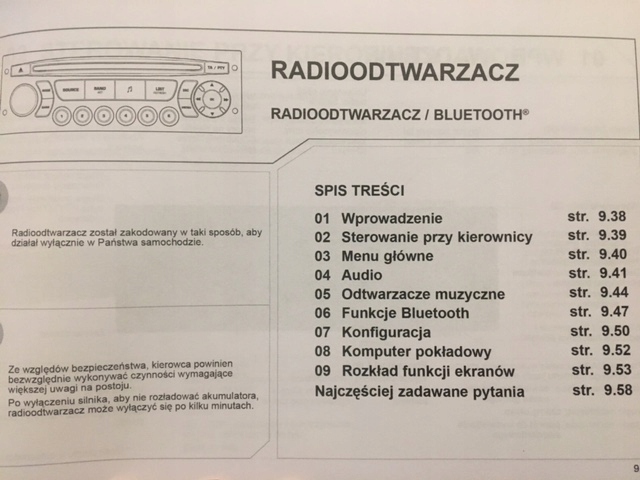 RADIOODTWARZACZ
RADIOODTWARZACZ / BLUETOOTH®
TA / PTY
SOURCE
BAND
LIST
Radioodtwarzacz został zakodowany w taki sposób, aby
działał wyłącznie w Państwa samochodzie.
Ze względów bezpieczeństwa, kierowca powinien
bezwzględnie wykonywać czynności wymagające
większej uwagi na postoju.
Po wyłączeniu silnika, aby nie rozładować akumulatora,
radioodtwarzacz może wyłączyć się po kilku minutach.
SPIS TREŚCI
01 Wprowadzenie str. 9.38
02 Sterowanie przy kierownicy str. 9.39
03 Menu główne str. 9.40
04 Audio str. 9.41
05 Odtwarzacze muzyczne str. 9.44
06 Funkcje Bluetooth str. 9.47
07 Konfiguracja str. 9.50
08 Komputer pokładowy str. 9.52
09 Rozkład funkcji ekranów str. 9.53
Najczęściej zadawane pytania str. 9.58
9